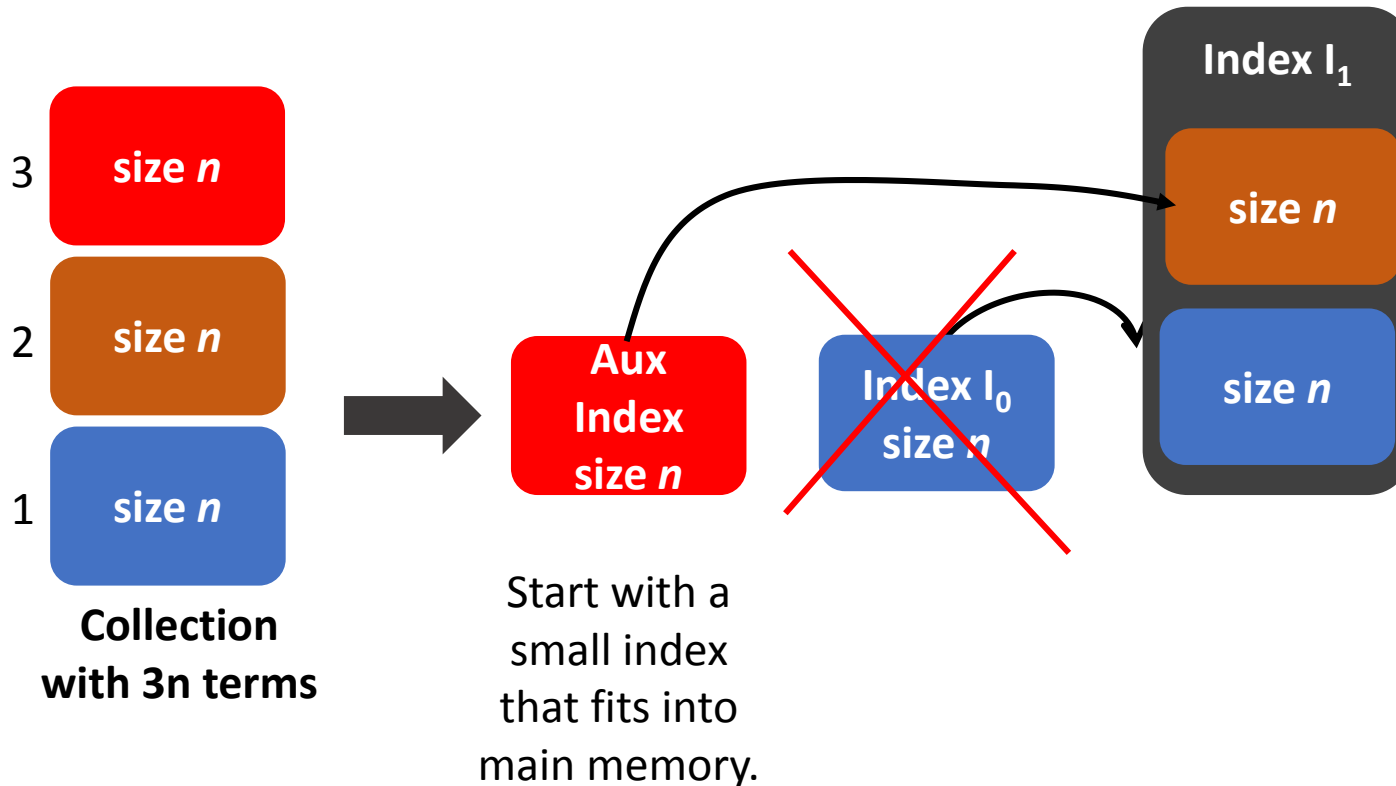 3
size n
2
size n
1
size n
Collection
with 3n terms
Aux
Index
size n
Start with a
small index
that fits into
main memory.
Index I₀
size n
Index I₁
size n
size n